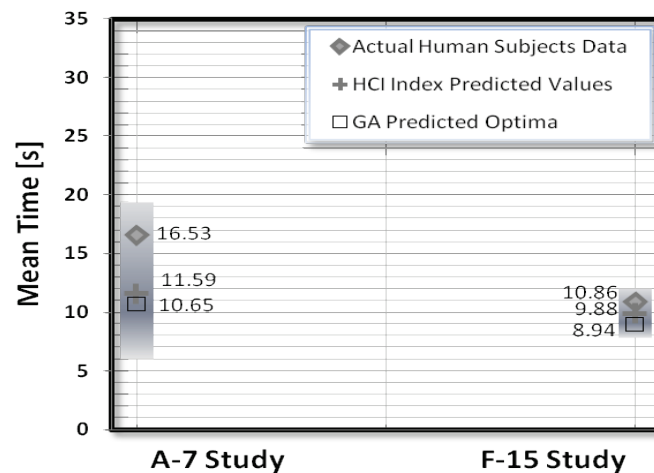 35
30
25
20
15
10
5
0
Mean Time [s]
Actual Human Subjects Data
HCI Index Predicted Values
GA Predicted Optima
16.53
11.59
10.65
10.86
9.88
8.94
A-7 Study
F-15 Study